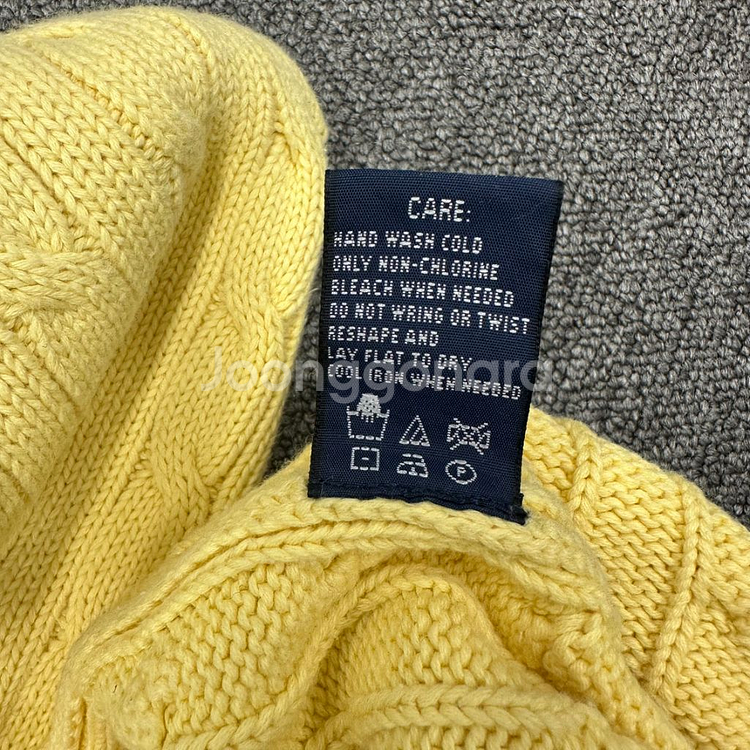 CARE:
HAND WASH COLD
ONLY NON-CHLORINE
BLEACH WHEN NEEDED
DO NOT WRING OR TWIST
RESHAPE AND
LAY FLAT TO DRY
COOL IRON WHEN NEEDED
Joonggonara
P